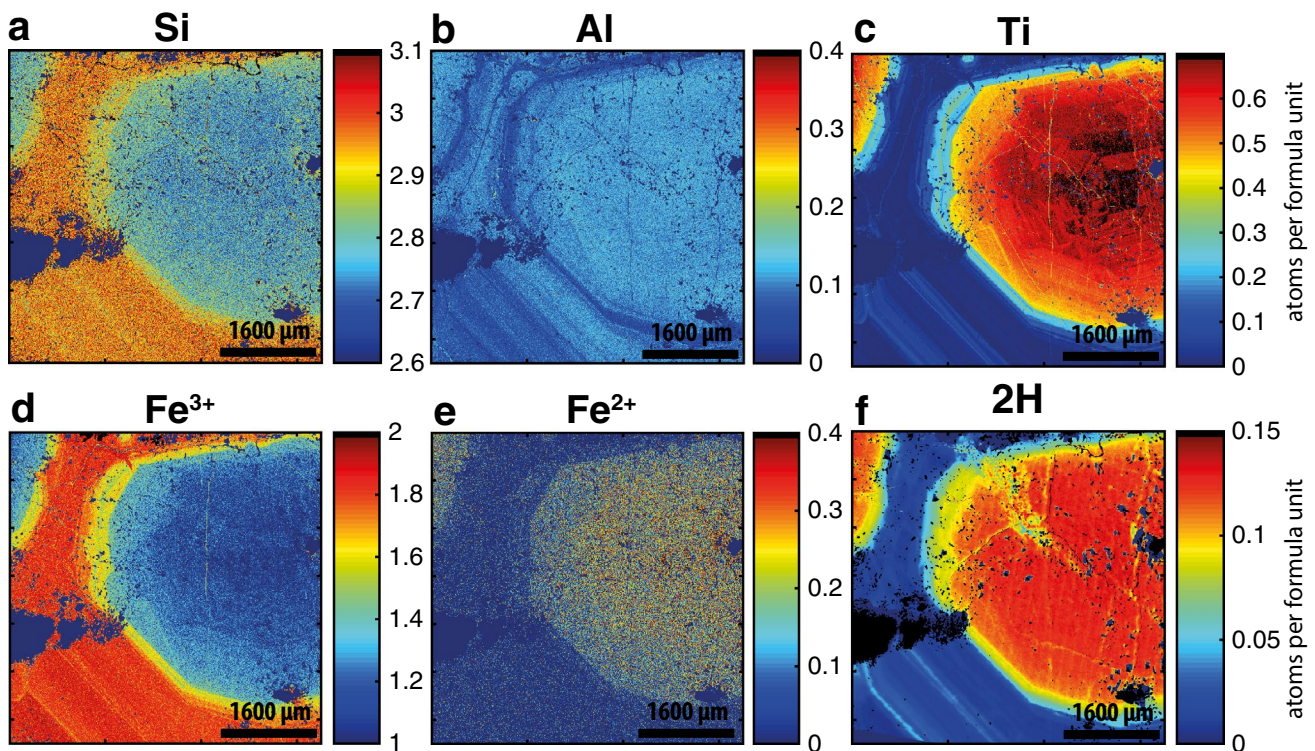 a Si
3.1
3
2.9
2.8
2.7
2.6
1600 µm
b Al
0.4
0.3
0.2
0.1
0
1600 µm
c Ti
0.6
0.5
0.4
0.3
0.2
0.1
0
atoms per formula unit
1600 µm
d Fe³⁺
2
1.8
1.6
1.4
1.2
1
1600 µm
e Fe²⁺
0.4
0.3
0.2
0.1
0
1600 µm
f 2H
0.15
0.1
0.05
0
atoms per formula unit
1600 µm